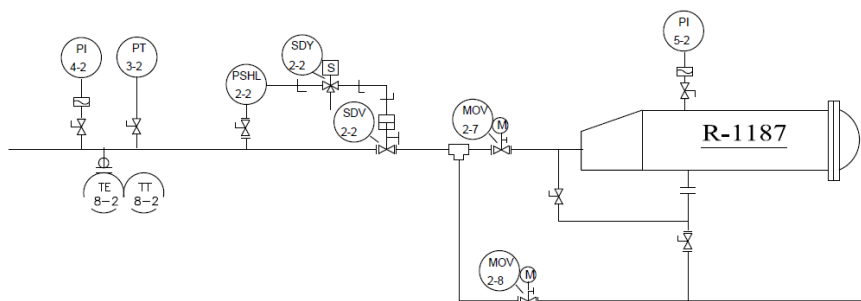 PI
4-2
PT
3-2
PSHL
2-2
SDY
2-2
S
SDV
2-2
MOV
2-7
M
PI
5-2
R-1187
TE
8-2
TT
8-2
MOV
2-8
M